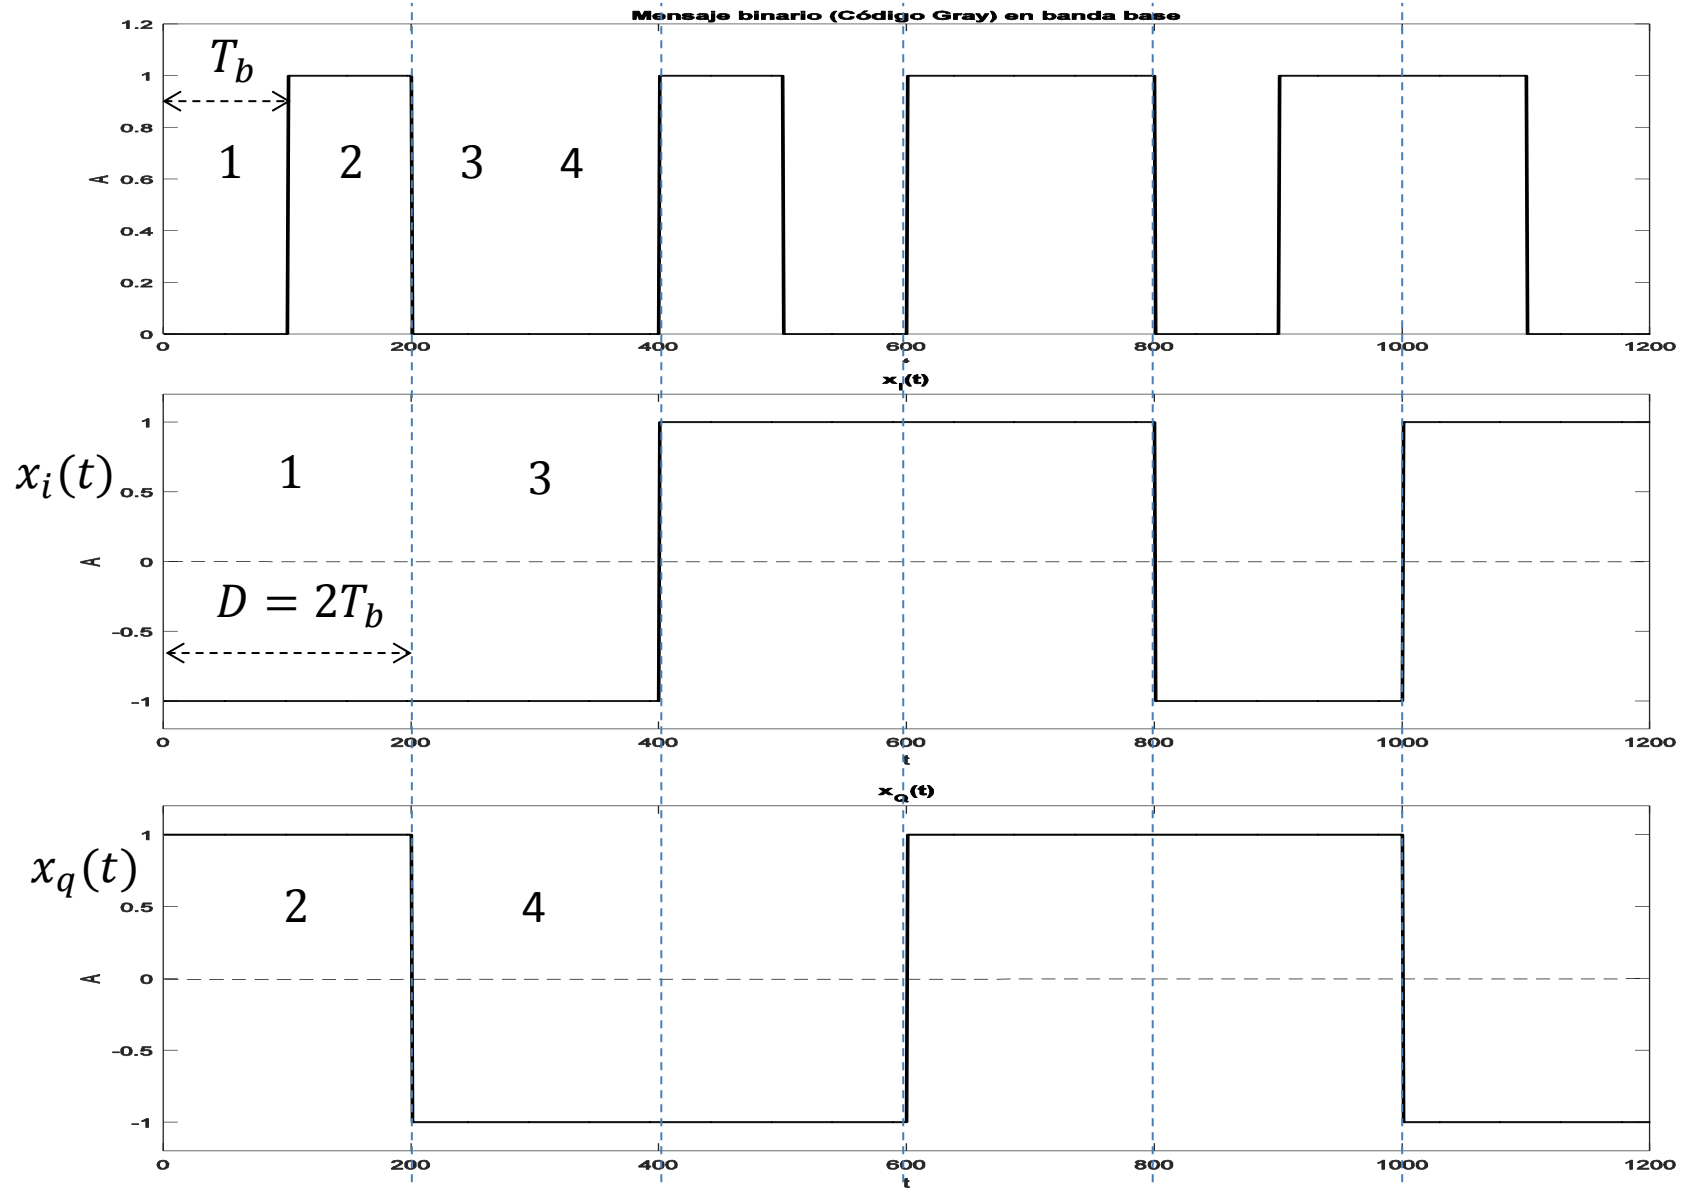 Mensaje binario (Código Gray) en banda base
1.2
T_b
1
0.8
1 2 3 4
A 0.6
0.4
0.2
0
0 200 400 600 800 1000 1200
t
x_I(t)
1
x_i(t) 1 3
0.5
A 0
D = 2T_b
-0.5
-1
0 200 400 600 800 1000 1200
t
x_Q(t)
1
x_q(t)
2 4
0.5
A 0
-0.5
-1
0 200 400 600 800 1000 1200
t